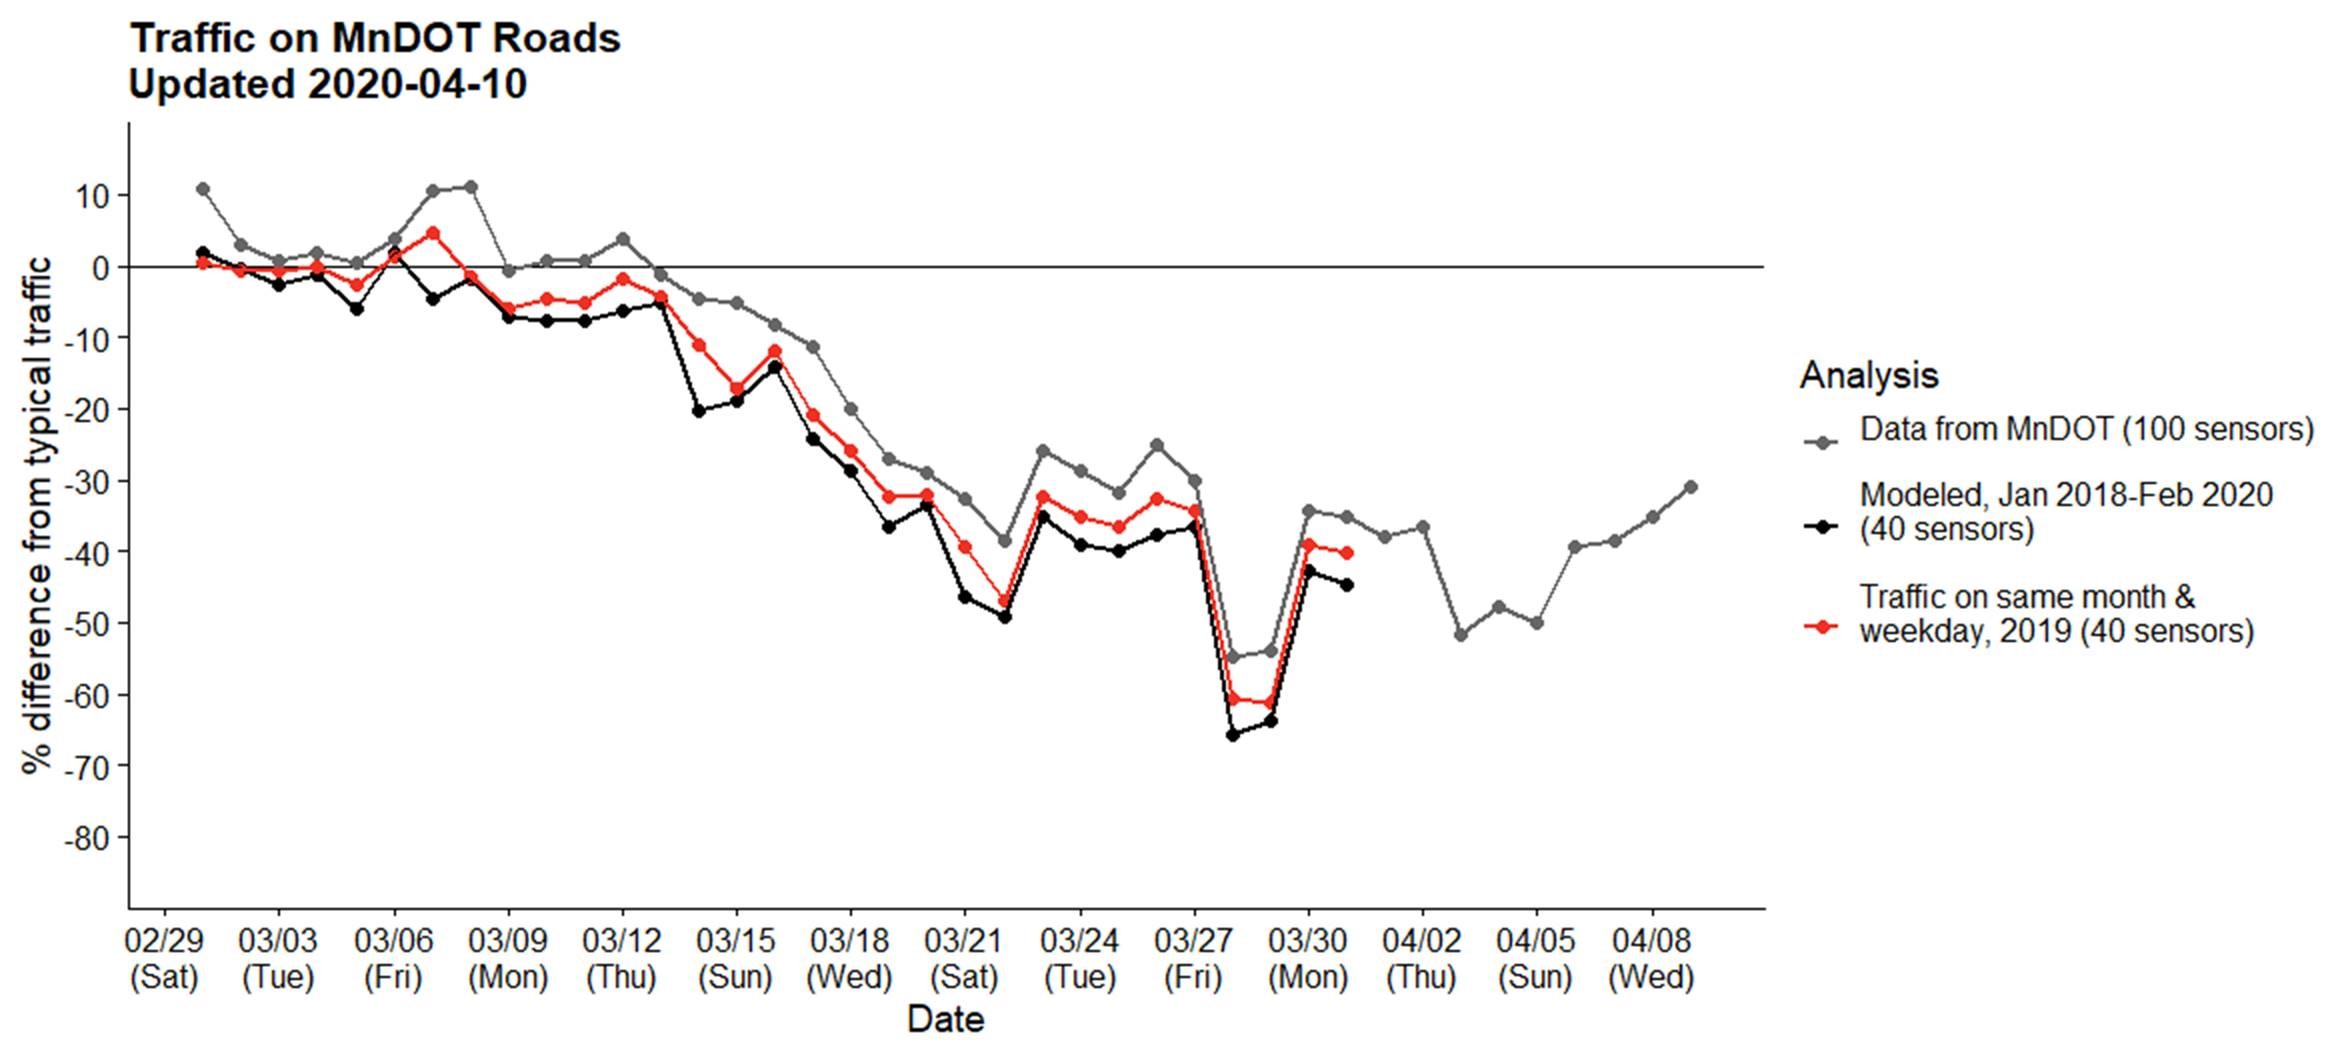 Traffic on MnDOT Roads
Updated 2020-04-10
% difference from typical traffic
10
0
-10
-20
-30
-40
-50
-60
-70
-80
02/29 03/03 03/06 03/09 03/12 03/15 03/18 03/21 03/24 03/27 03/30 04/02 04/05 04/08
(Sat) (Tue) (Fri) (Mon) (Thu) (Sun) (Wed) (Sat) (Tue) (Fri) (Mon) (Thu) (Sun) (Wed)
Date
Analysis
Data from MnDOT (100 sensors)
Modeled, Jan 2018-Feb 2020
(40 sensors)
Traffic on same month &
weekday, 2019 (40 sensors)